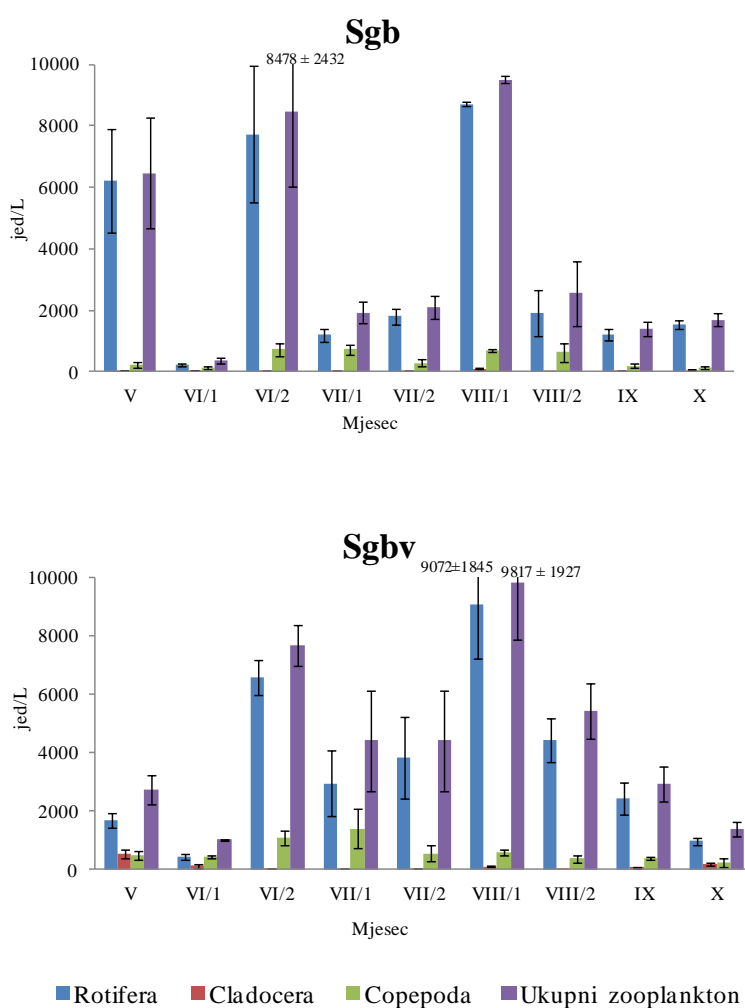 Sgb
8478 ± 2432
10000
8000
6000
4000
2000
0
jed/L
V VI/1 VI/2 VII/1 VII/2 VIII/1 VIII/2 IX X
Mjesec
Sgbv
9072±1845 9817 ± 1927
10000
8000
6000
4000
2000
0
jed/L
V VI/1 VI/2 VII/1 VII/2 VIII/1 VIII/2 IX X
Mjesec
Rotifera Cladocera Copepoda Ukupni zooplankton